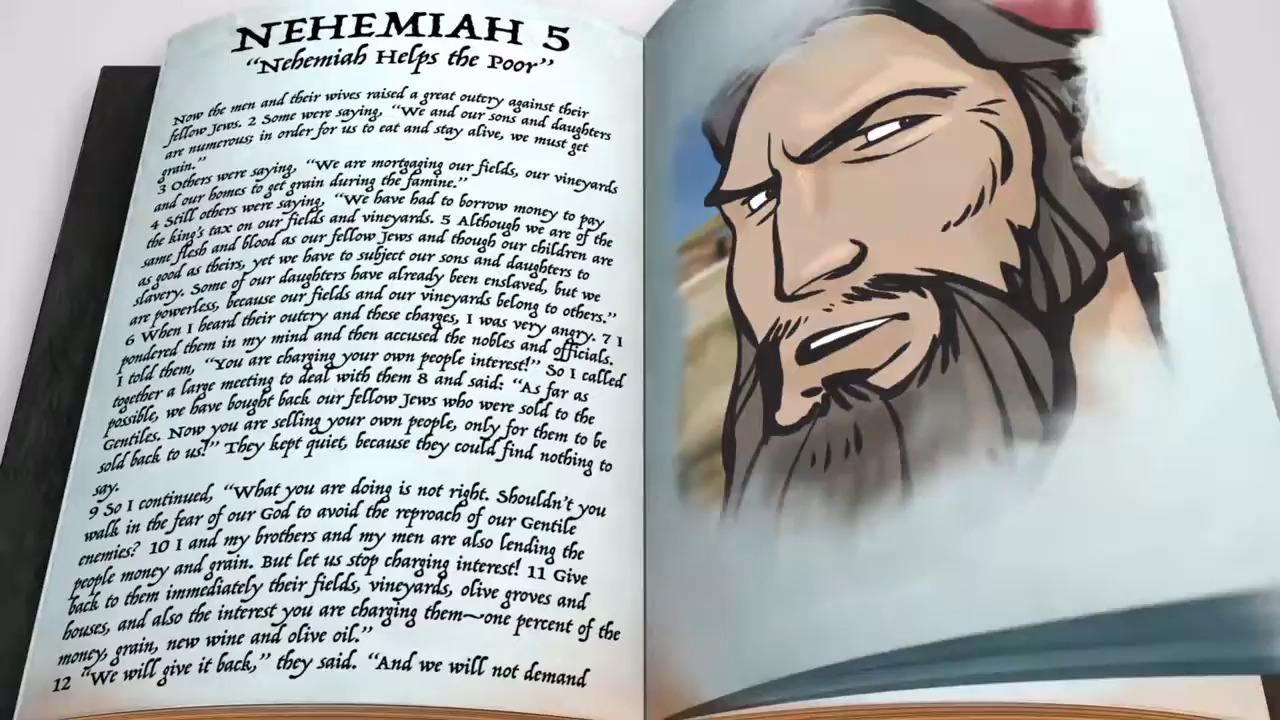 NEHEMIAH 5
"Nehemiah Helps the Poor"
Now the men and their wives raised a great outcry against their
fellow Jews. 2 Some were saying, "We and our sons and daughters
are numerous; in order for us to eat and stay alive, we must get
grain."
3 Others were saying, "We are mortgaging our fields, our vineyards
and our homes to get grain during the famine."
4 Still others were saying, "We have had to borrow money to pay
the king's tax on our fields and vineyards. 5 Although we are of the
same flesh and blood as our fellow Jews and though our children are
as good as theirs, yet we have to subject our sons and daughters to
slavery. Some of our daughters have already been enslaved, but we
are powerless, because our fields and our vineyards belong to others."
6 When I heard their outcry and these charges, I was very angry. 7 I
pondered them in my mind and then accused the nobles and officials.
I told them, "You are charging your own people interest!" So I called
together a large meeting to deal with them 8 and said: "As far as
possible, we have bought back our fellow Jews who were sold to the
Gentiles. Now you are selling your own people, only for them to be
sold back to us!" They kept quiet, because they could find nothing to
say.
9 So I continued, "What you are doing is not right. Shouldn't you
walk in the fear of our God to avoid the reproach of our Gentile
enemies? 10 I and my brothers and my men are also lending the
people money and grain. But let us stop charging interest! 11 Give
back to them immediately their fields, vineyards, olive groves and
houses, and also the interest you are charging them—one percent of the
money, grain, new wine and olive oil."
12 "We will give it back," they said. "And we will not demand